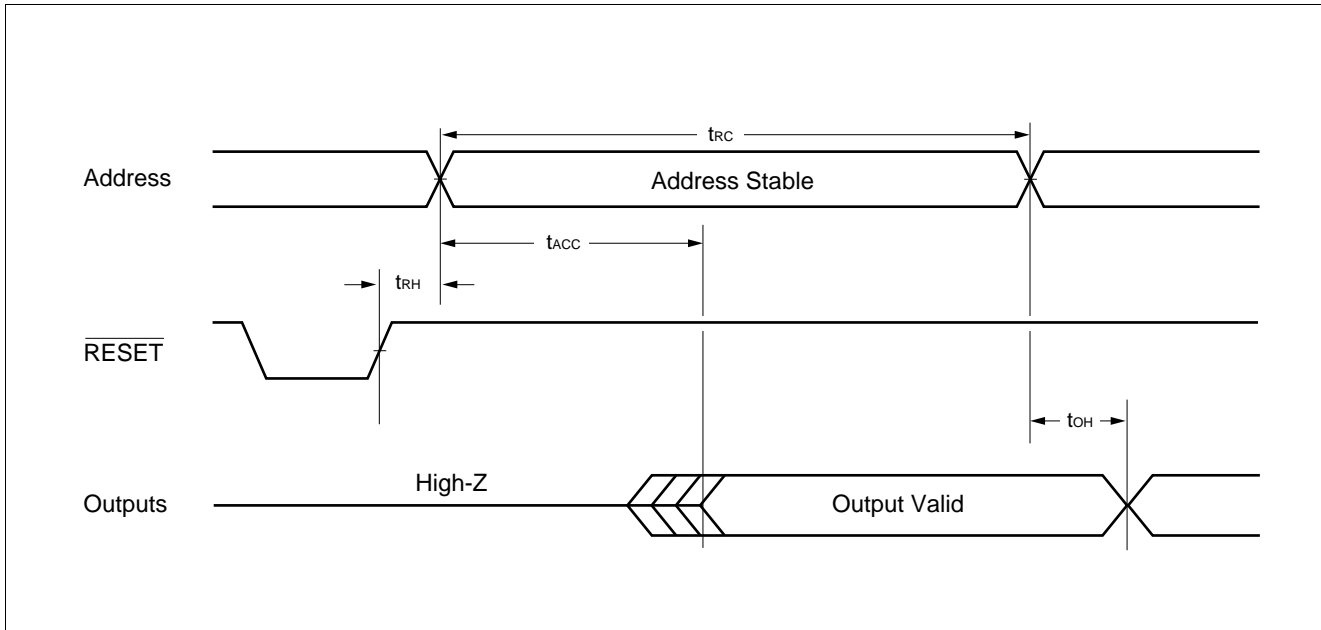 tRC
Address
Address Stable
tACC
tRH
RESET
tOH
High-Z
Outputs
Output Valid